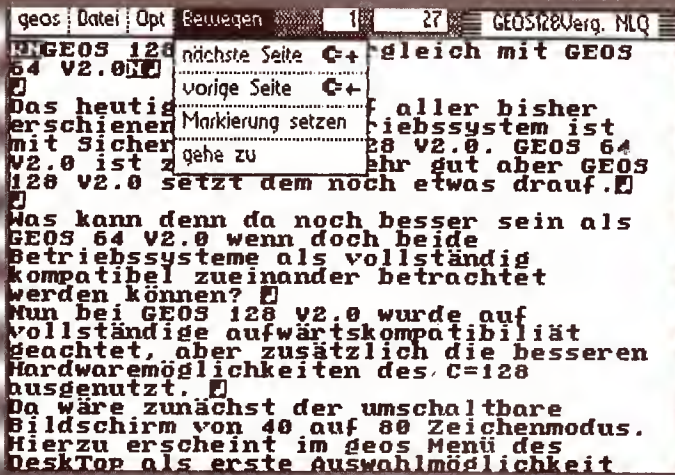 geos Datei Opt Bewegen 1 27 GEOS128Verg. NLQ
GEOS 128 gleich mit GEOS
64 V2.0
nächste Seite C=+
vorige Seite C=←
Markierung setzen
gehe zu
Das heutig aller bisher
erschienen riebssystem ist
mit Sicher 28 V2.0. GEOS 64
V2.0 ist z ehr gut aber GEOS
128 V2.0 setzt dem noch etwas drauf.
Was kann denn da noch besser sein als
GEOS 64 V2.0 wenn doch beide
Betriebssysteme als vollständig
kompatibel zueinander betrachtet
werden können?
Nun bei GEOS 128 V2.0 wurde auf
vollständige aufwärtskompatibiliät
geachtet, aber zusätzlich die besseren
Hardwaremöglichkeiten des C=128
ausgenutzt.
Da wäre zunächst der umschaltbare
Bildschirm von 40 auf 80 Zeichenmodus.
Hierzu erscheint im geos Menü des
DeskTop als erste Auswahlmöglichkeit